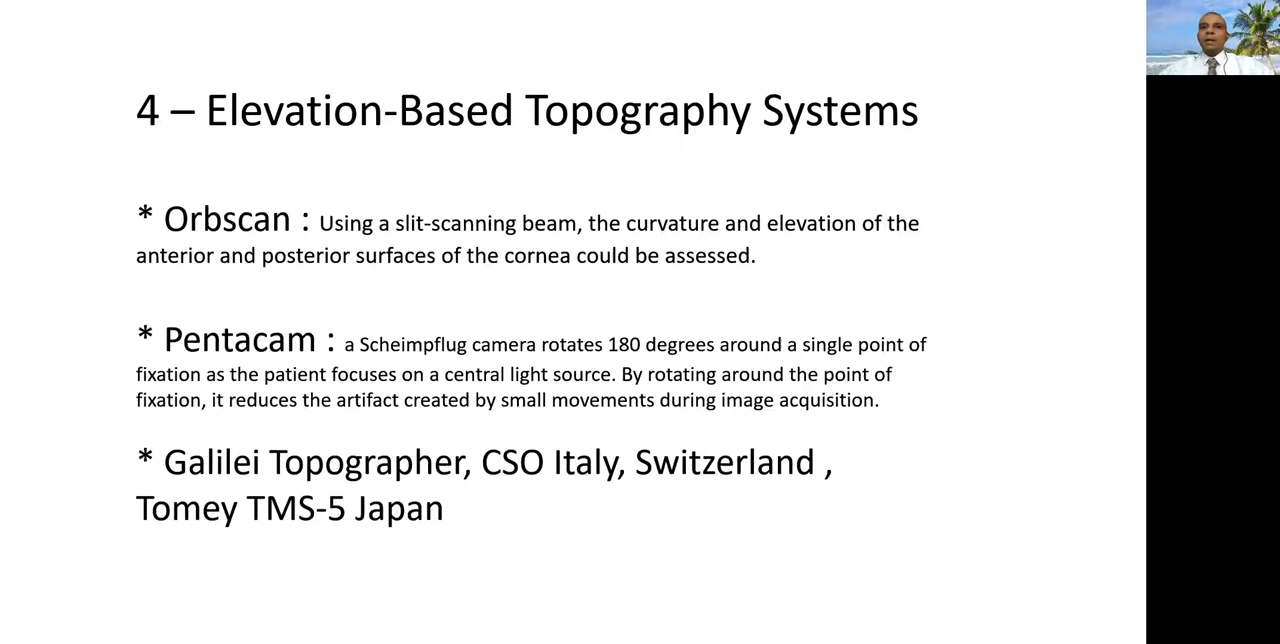 4 – Elevation-Based Topography Systems
* Orbscan : Using a slit-scanning beam, the curvature and elevation of the
anterior and posterior surfaces of the cornea could be assessed.
* Pentacam : a Scheimpflug camera rotates 180 degrees around a single point of
fixation as the patient focuses on a central light source. By rotating around the point of
fixation, it reduces the artifact created by small movements during image acquisition.
* Galilei Topographer, CSO Italy, Switzerland ,
Tomey TMS-5 Japan